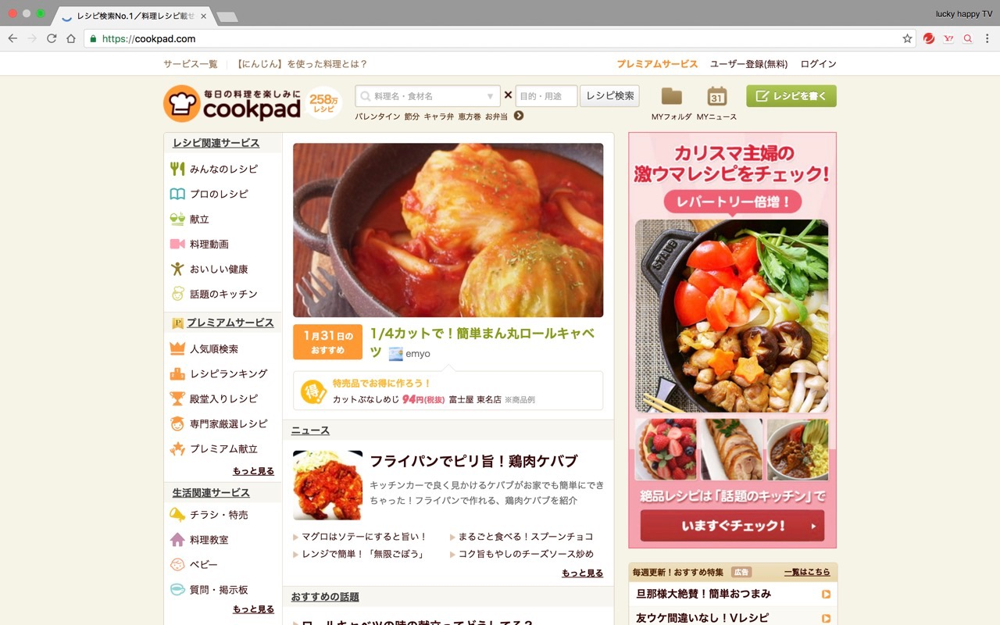 レシピ検索No.1／料理レシピ載せ
lucky happy TV
https://cookpad.com
サービス一覧
【にんじん】を使った料理とは？
プレミアムサービス
ユーザー登録(無料)
ログイン
毎日の料理を楽しみに
cookpad
258万
レシピ
料理名・食材名
目的・用途
レシピ検索
バレンタイン 節分 キャラ弁 恵方巻 お弁当
31
MYフォルダ
MYニュース
レシピを書く
レシピ関連サービス
みんなのレシピ
プロのレシピ
献立
料理動画
おいしい健康
話題のキッチン
P プレミアムサービス
人気順検索
レシピランキング
殿堂入りレシピ
専門家厳選レシピ
プレミアム献立
もっと見る
生活関連サービス
チラシ・特売
料理教室
ベビー
質問・掲示板
もっと見る
1月31日の
おすすめ
1/4カットで！簡単まん丸ロールキャベ
ツ emyo
得!
特売品でお得に作ろう！
カットぶなしめじ 94円(税抜) 富士屋 東名店 ※商品例
ニュース
フライパンでピリ旨！鶏肉ケバブ
キッチンカーで良く見かけるケバブがお家でも簡単にでき
ちゃった！フライパンで作れる、鶏肉ケバブを紹介
マグロはソテーにすると旨い！
まるごと食べる！スプーンチョコ
レンジで簡単！「無限ごぼう」
コク旨もやしのチーズソース炒め
もっと見る
おすすめの話題
ロールキャベツの時の献立ってどうしてる？
カリスマ主婦の
激ウマレシピをチェック！
レパートリー倍増！
STAUB
絶品レシピは「話題のキッチン」で
いますぐチェック！
毎週更新！おすすめ特集
広告
一覧はこちら
旦那様大絶賛！簡単おつまみ
友ウケ間違いなし！Vレシピ